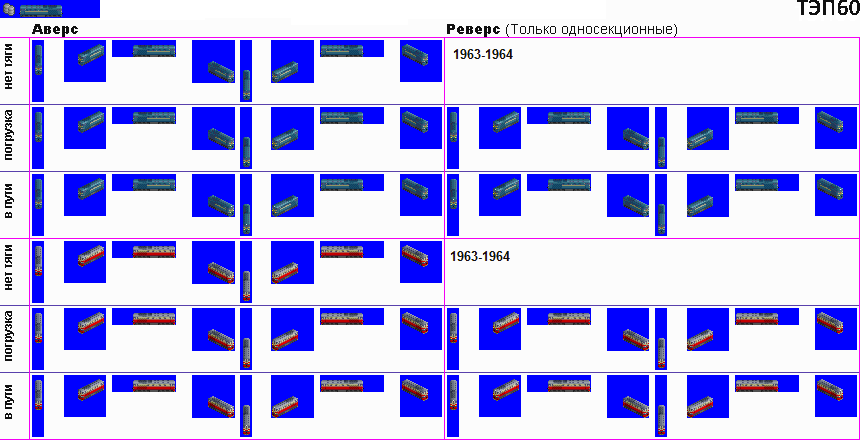 ТЭП60
Аверс
Реверс (Только односекционные)
нет тяги
1963-1964
погрузка
в пути
нет тяги
1963-1964
погрузка
в пути